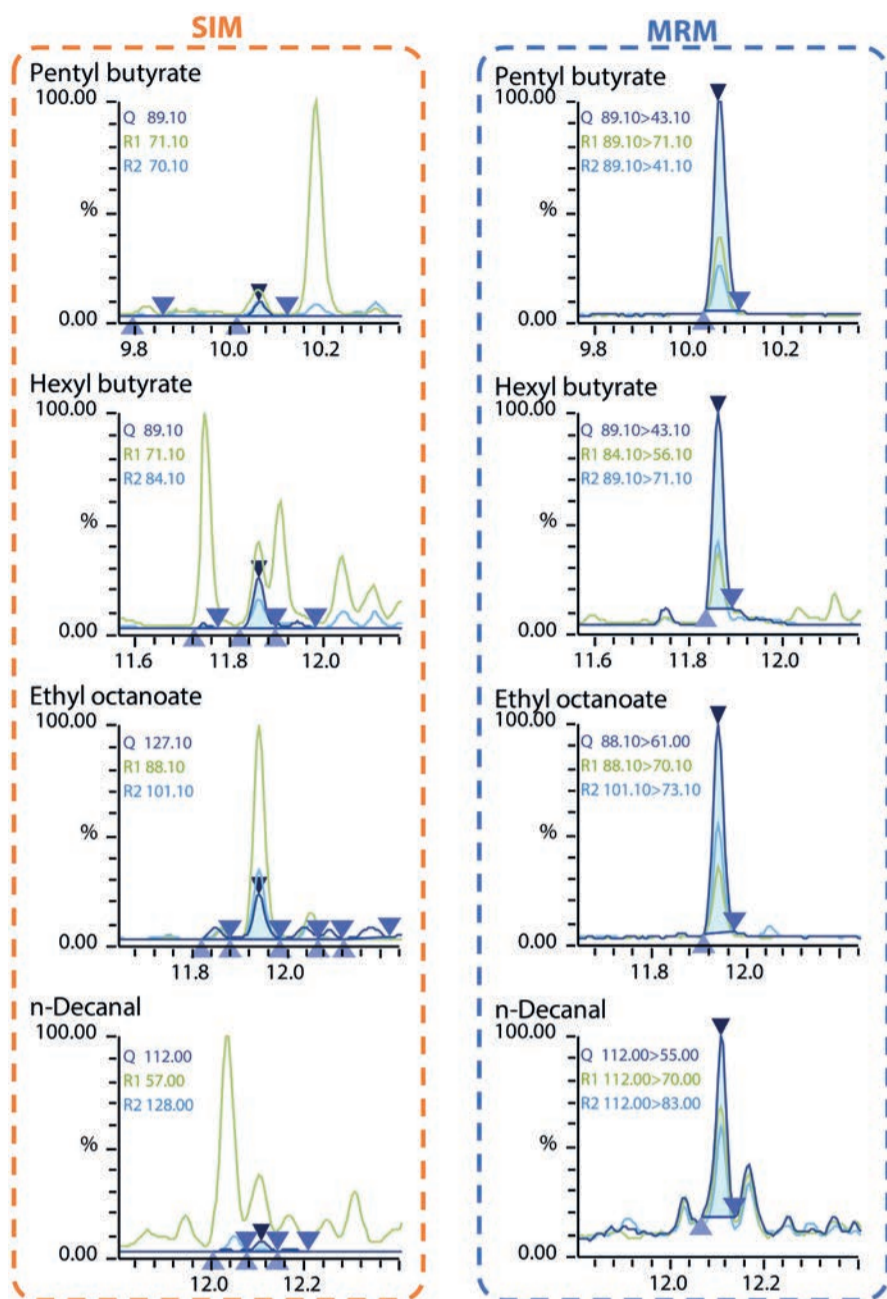 SIM
Pentyl butyrate
100.00
Q 89.10
R1 71.10
R2 70.10
%
0.00
9.8 10.0 10.2
Hexyl butyrate
100.00
Q 89.10
R1 71.10
R2 84.10
%
0.00
11.6 11.8 12.0
Ethyl octanoate
100.00
Q 127.10
R1 88.10
R2 101.10
%
0.00
11.8 12.0
n-Decanal
100.00
Q 112.00
R1 57.00
R2 128.00
%
0.00
12.0 12.2
MRM
Pentyl butyrate
100.00
Q 89.10>43.10
R1 89.10>71.10
R2 89.10>41.10
%
0.00
9.8 10.0 10.2
Hexyl butyrate
100.00
Q 89.10>43.10
R1 84.10>56.10
R2 89.10>71.10
%
0.00
11.6 11.8 12.0
Ethyl octanoate
100.00
Q 88.10>61.00
R1 88.10>70.10
R2 101.10>73.10
%
0.00
11.8 12.0
n-Decanal
100.00
Q 112.00>55.00
R1 112.00>70.00
R2 112.00>83.00
%
0.00
12.0 12.2